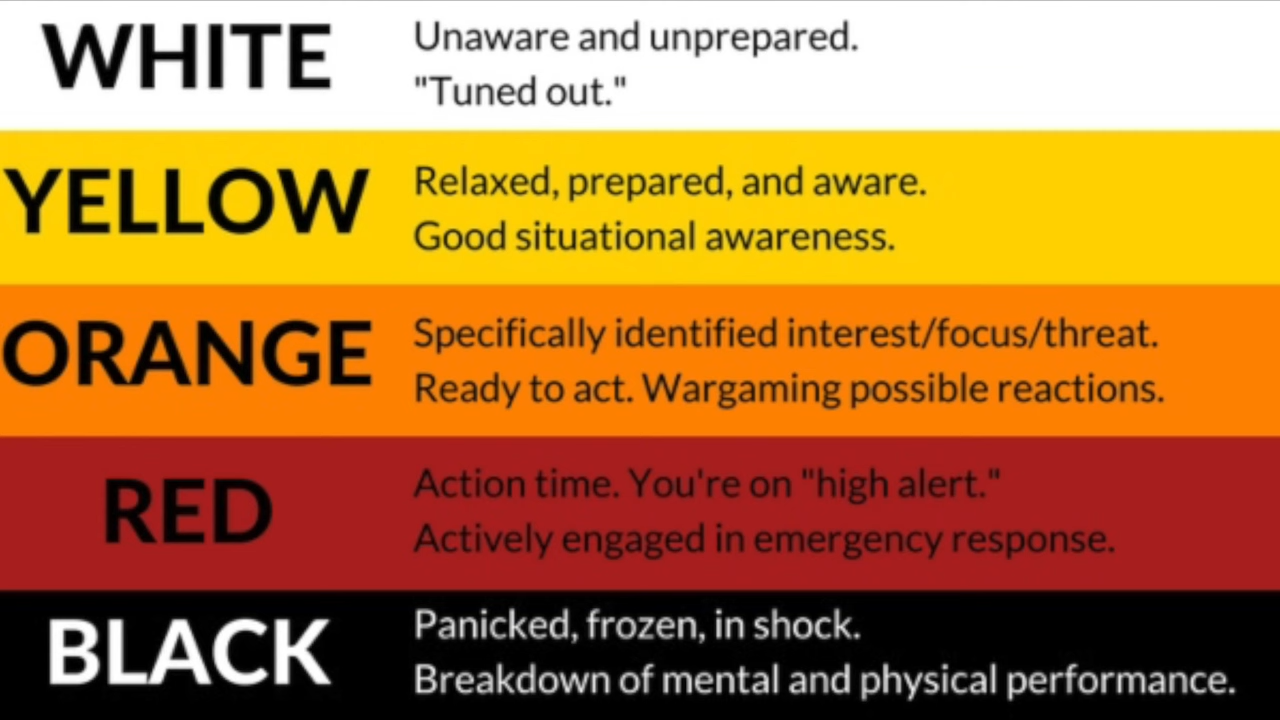 WHITE
Unaware and unprepared.
"Tuned out."
YELLOW
Relaxed, prepared, and aware.
Good situational awareness.
ORANGE
Specifically identified interest/focus/threat.
Ready to act. Wargaming possible reactions.
RED
Action time. You're on "high alert."
Actively engaged in emergency response.
BLACK
Panicked, frozen, in shock.
Breakdown of mental and physical performance.